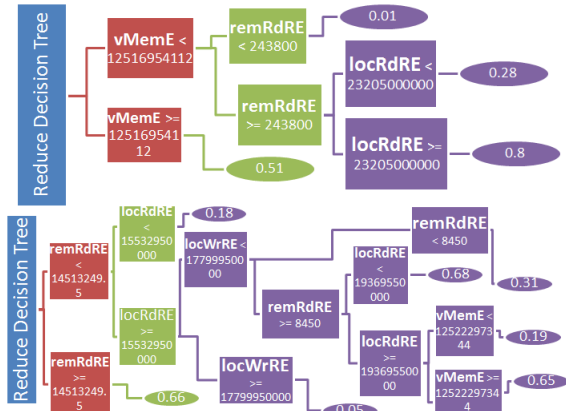 Reduce Decision Tree
vMemE <
12516954112
vMemE >=
125169541
12
remRdRE
< 243800
remRdRE
>= 243800
0.01
0.51
locRdRE <
23205000000
locRdRE >=
23205000000
0.28
0.8
Reduce Decision Tree
remRdRE
<
14513249.
5
remRdRE
>=
14513249.
5
locRdRE
<
15532950
000
locRdRE
>=
15532950
000
0.66
0.18
locWrRE
<
177999500
00
locWrRE
>=
17799950000
remRdRE
< 8450
remRdRE
>= 8450
0.05
0.31
locRdRE
<
19369550
000
locRdRE
>=
193695500
00
0.68
vMemE <
125222973
44
vMemE >=
1252229734
4
0.19
0.65